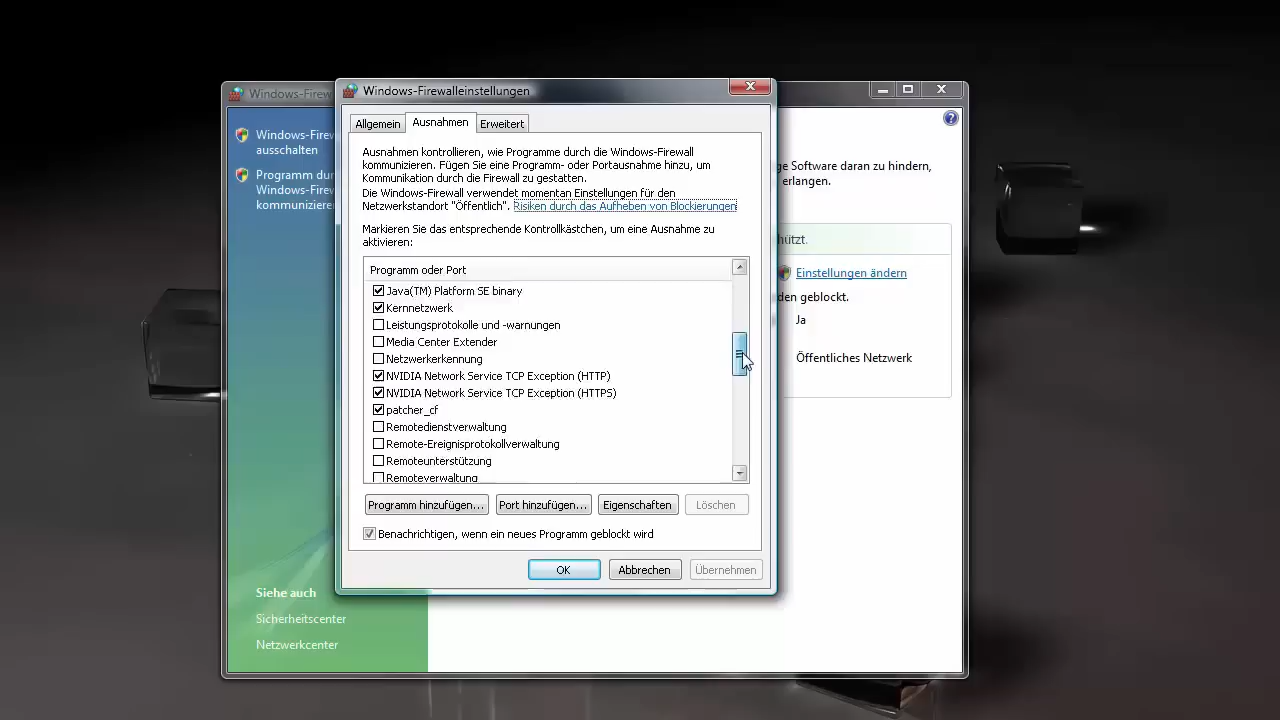 Windows-Firew
Windows-Firewalleinstellungen
Windows-Firew
ausschalten
Programm du
Windows-Firew
kommuniziere
Siehe auch
Sicherheitscenter
Netzwerkcenter
Allgemein Ausnahmen Erweitert
Ausnahmen kontrollieren, wie Programme durch die Windows-Firewall
kommunizieren. Fügen Sie eine Programm- oder Portausnahme hinzu, um
Kommunikation durch die Firewall zu gestatten.
Die Windows-Firewall verwendet momentan Einstellungen für den
Netzwerkstandort "Öffentlich". Risiken durch das Aufheben von Blockierungen
Markieren Sie das entsprechende Kontrollkästchen, um eine Ausnahme zu
aktivieren:
Programm oder Port
Java(TM) Platform SE binary
Kernnetzwerk
Leistungsprotokolle und -warnungen
Media Center Extender
Netzwerkerkennung
NVIDIA Network Service TCP Exception (HTTP)
NVIDIA Network Service TCP Exception (HTTPS)
patcher_cf
Remotedienstverwaltung
Remote-Ereignisprotokollverwaltung
Remoteunterstützung
Remoteverwaltung
Programm hinzufügen... Port hinzufügen... Eigenschaften Löschen
Benachrichtigen, wenn ein neues Programm geblockt wird
OK Abbrechen Übernehmen
ge Software daran zu hindern,
erlangen.
hützt.
Einstellungen ändern
den geblockt.
Ja
Öffentliches Netzwerk